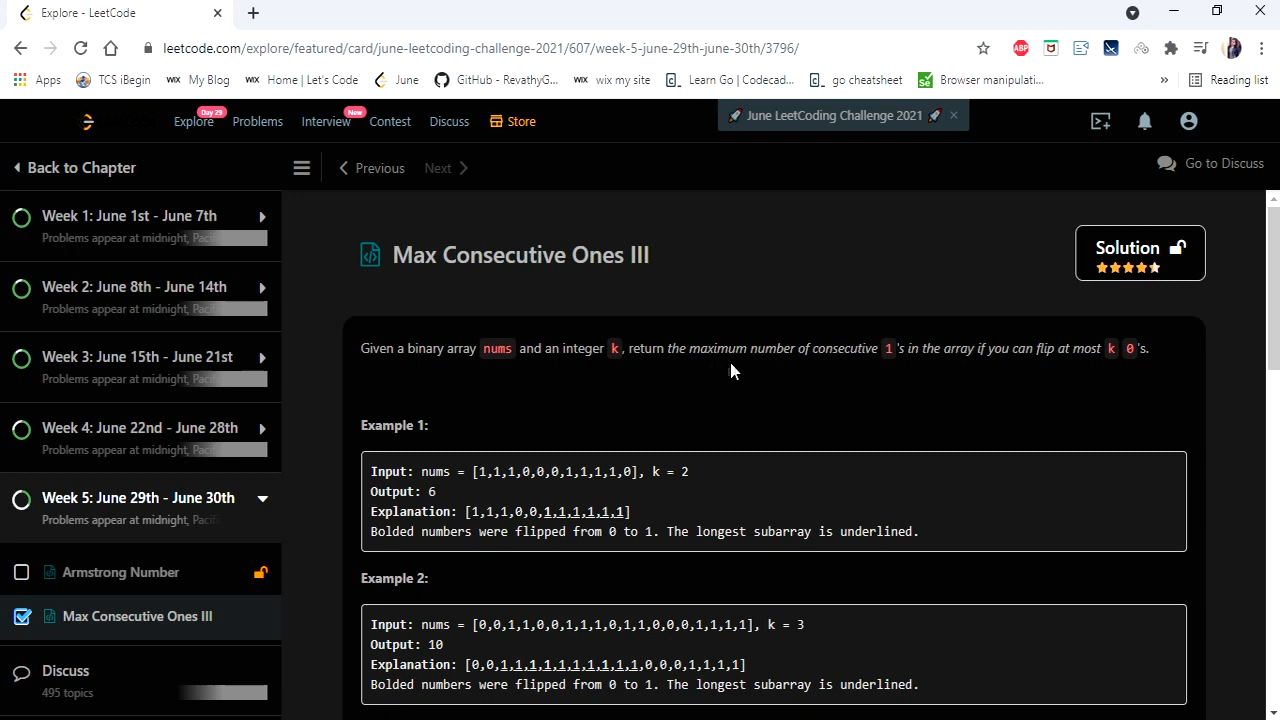 Explore - LeetCode
leetcode.com/explore/featured/card/june-leetcoding-challenge-2021/607/week-5-june-29th-june-30th/3796/
Apps TCS iBegin My Blog Home | Let's Code June GitHub - RevathyG... wix my site Learn Go | Codecad... go cheatsheet Browser manipulati... » Reading list
Day 29 New
Explore Problems Interview Contest Discuss Store
June LeetCoding Challenge 2021
Back to Chapter
Previous Next
Go to Discuss
Week 1: June 1st - June 7th
Problems appear at midnight,
Week 2: June 8th - June 14th
Problems appear at midnight,
Week 3: June 15th - June 21st
Problems appear at midnight,
Week 4: June 22nd - June 28th
Problems appear at midnight,
Week 5: June 29th - June 30th
Problems appear at midnight,
Armstrong Number
Max Consecutive Ones III
Discuss
495 topics
Max Consecutive Ones III
Solution
Given a binary array nums and an integer k, return the maximum number of consecutive 1's in the array if you can flip at most k 0's.
Example 1:
Input: nums = [1,1,1,0,0,0,1,1,1,1,0], k = 2
Output: 6
Explanation: [1,1,1,0,0,1,1,1,1,1,1]
Bolded numbers were flipped from 0 to 1. The longest subarray is underlined.
Example 2:
Input: nums = [0,0,1,1,0,0,1,1,1,0,1,1,0,0,0,1,1,1,1], k = 3
Output: 10
Explanation: [0,0,1,1,1,1,1,1,1,1,1,1,0,0,0,1,1,1,1]
Bolded numbers were flipped from 0 to 1. The longest subarray is underlined.